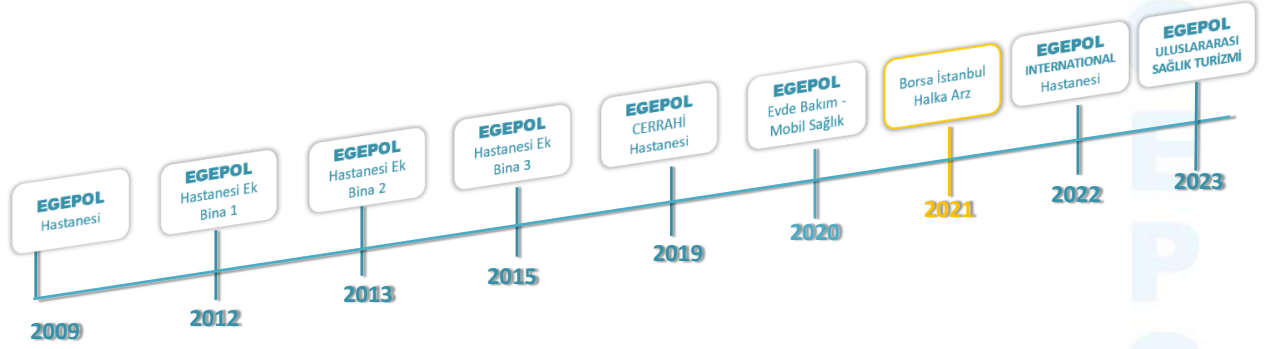 EGEPOL
Hastanesi
2009
EGEPOL
Hastanesi Ek
Bina 1
2012
EGEPOL
Hastanesi Ek
Bina 2
2013
EGEPOL
Hastanesi Ek
Bina 3
2015
EGEPOL
CERRAHİ
Hastanesi
2019
EGEPOL
Evde Bakım -
Mobil Sağlık
2020
Borsa İstanbul
Halka Arz
2021
EGEPOL
INTERNATIONAL
Hastanesi
2022
EGEPOL
ULUSLARARASI
SAĞLIK TURİZMİ
2023
E
P